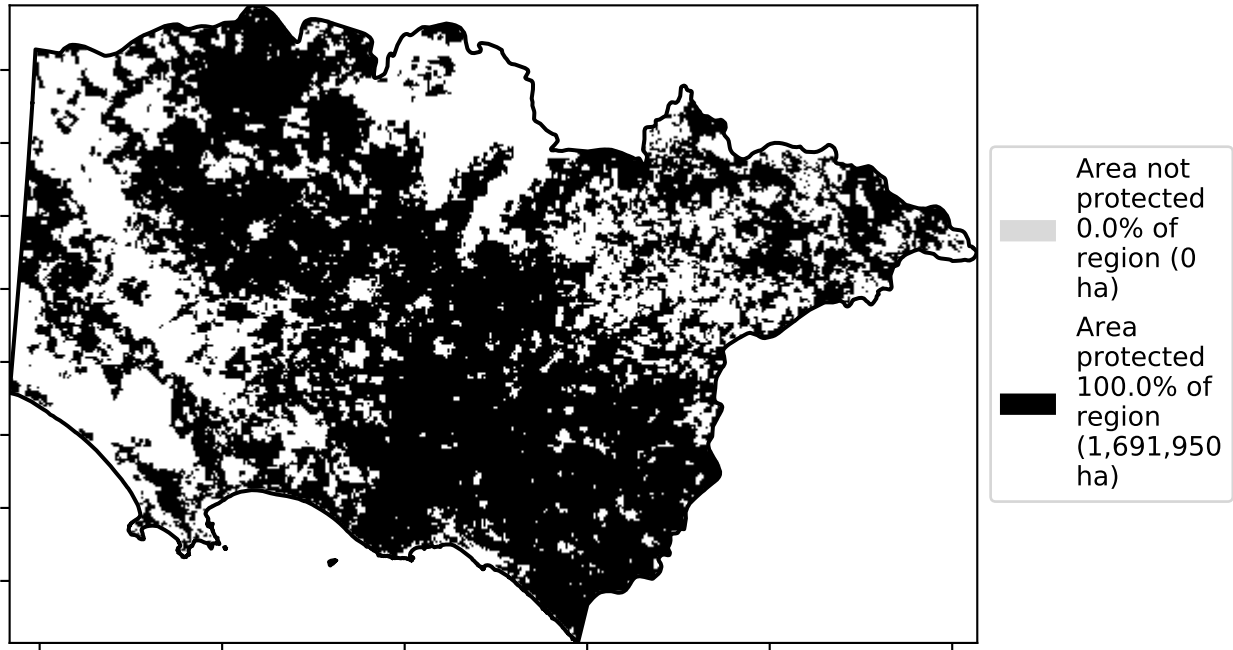 Area not
protected
0.0% of
region (0
ha)
Area
protected
100.0% of
region
(1,691,950
ha)